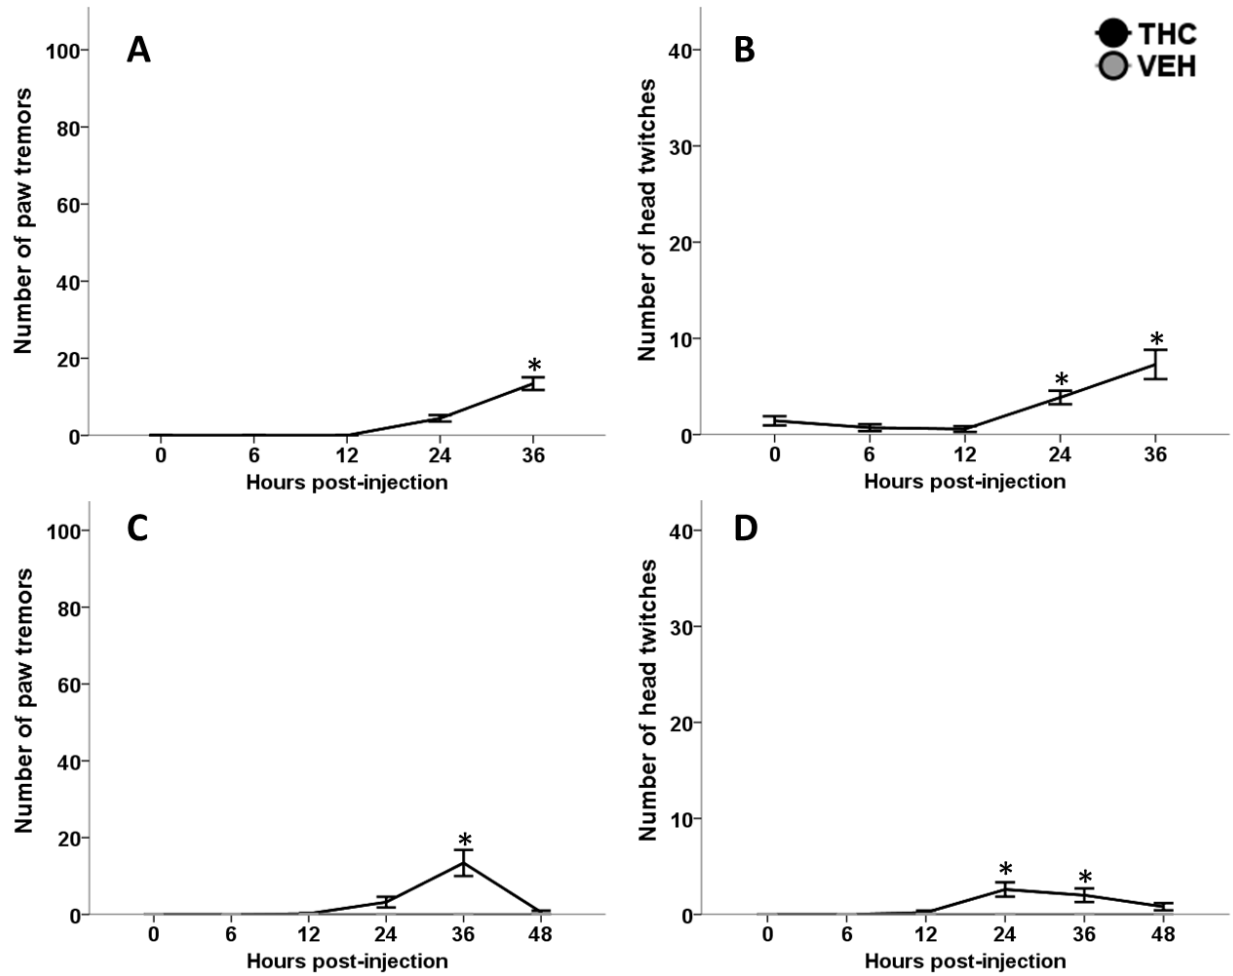 A
Number of paw tremors
100
80
60
40
20
0
*
0 6 12 24 36
Hours post-injection
B
THC
VEH
Number of head twitches
40
30
20
10
0
* *
0 6 12 24 36
Hours post-injection
C
Number of paw tremors
100
80
60
40
20
0
*
0 6 12 24 36 48
Hours post-injection
D
Number of head twitches
40
30
20
10
0
* *
0 6 12 24 36 48
Hours post-injection